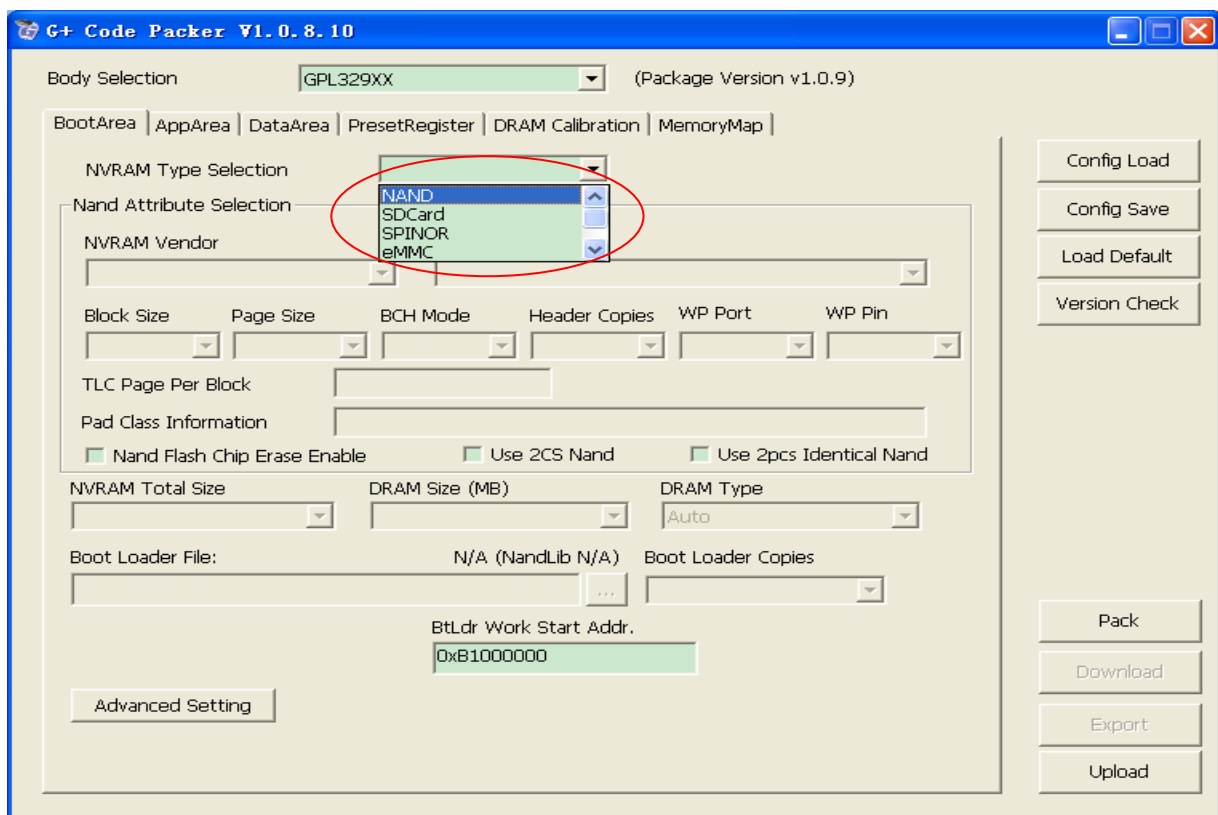 G+ Code Packer V1.0.8.10
Body Selection GPL329XX (Package Version v1.0.9)
BootArea AppArea DataArea PresetRegister DRAM Calibration MemoryMap
NVRAM Type Selection
NAND
SDCard
SPINOR
eMMC
Nand Attribute Selection
NVRAM Vendor
Block Size Page Size BCH Mode Header Copies WP Port WP Pin
TLC Page Per Block
Pad Class Information
Nand Flash Chip Erase Enable Use 2CS Nand Use 2pcs Identical Nand
NVRAM Total Size DRAM Size (MB) DRAM Type
Auto
Boot Loader File: N/A (NandLib N/A) Boot Loader Copies
...
BtLdr Work Start Addr.
0xB1000000
Advanced Setting
Config Load
Config Save
Load Default
Version Check
Pack
Download
Export
Upload